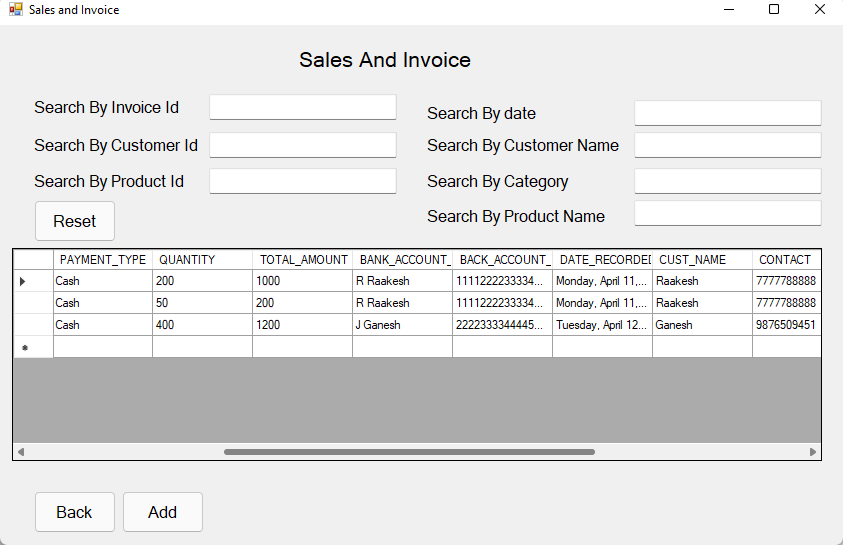 Sales and Invoice
Sales And Invoice
Search By Invoice Id
Search By date
Search By Customer Id
Search By Customer Name
Search By Product Id
Search By Category
Reset
Search By Product Name
PAYMENT_TYPE QUANTITY TOTAL_AMOUNT BANK_ACCOUNT_ BACK_ACCOUNT_ DATE_RECORDED CUST_NAME CONTACT
Cash 200 1000 R Raakesh 1111222233334... Monday, April 11,... Raakesh 7777788888
Cash 50 200 R Raakesh 1111222233334... Monday, April 11,... Raakesh 7777788888
Cash 400 1200 J Ganesh 2222333344445... Tuesday, April 12... Ganesh 9876509451
Back Add